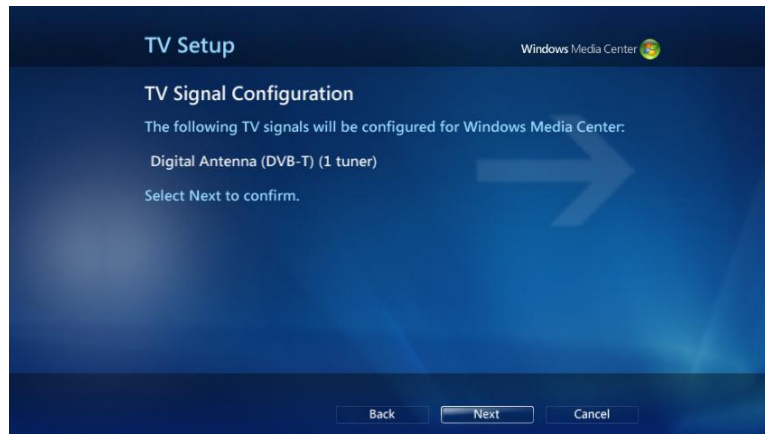 TV Setup
Windows Media Center
TV Signal Configuration
The following TV signals will be configured for Windows Media Center:
Digital Antenna (DVB-T) (1 tuner)
Select Next to confirm.
Back Next Cancel